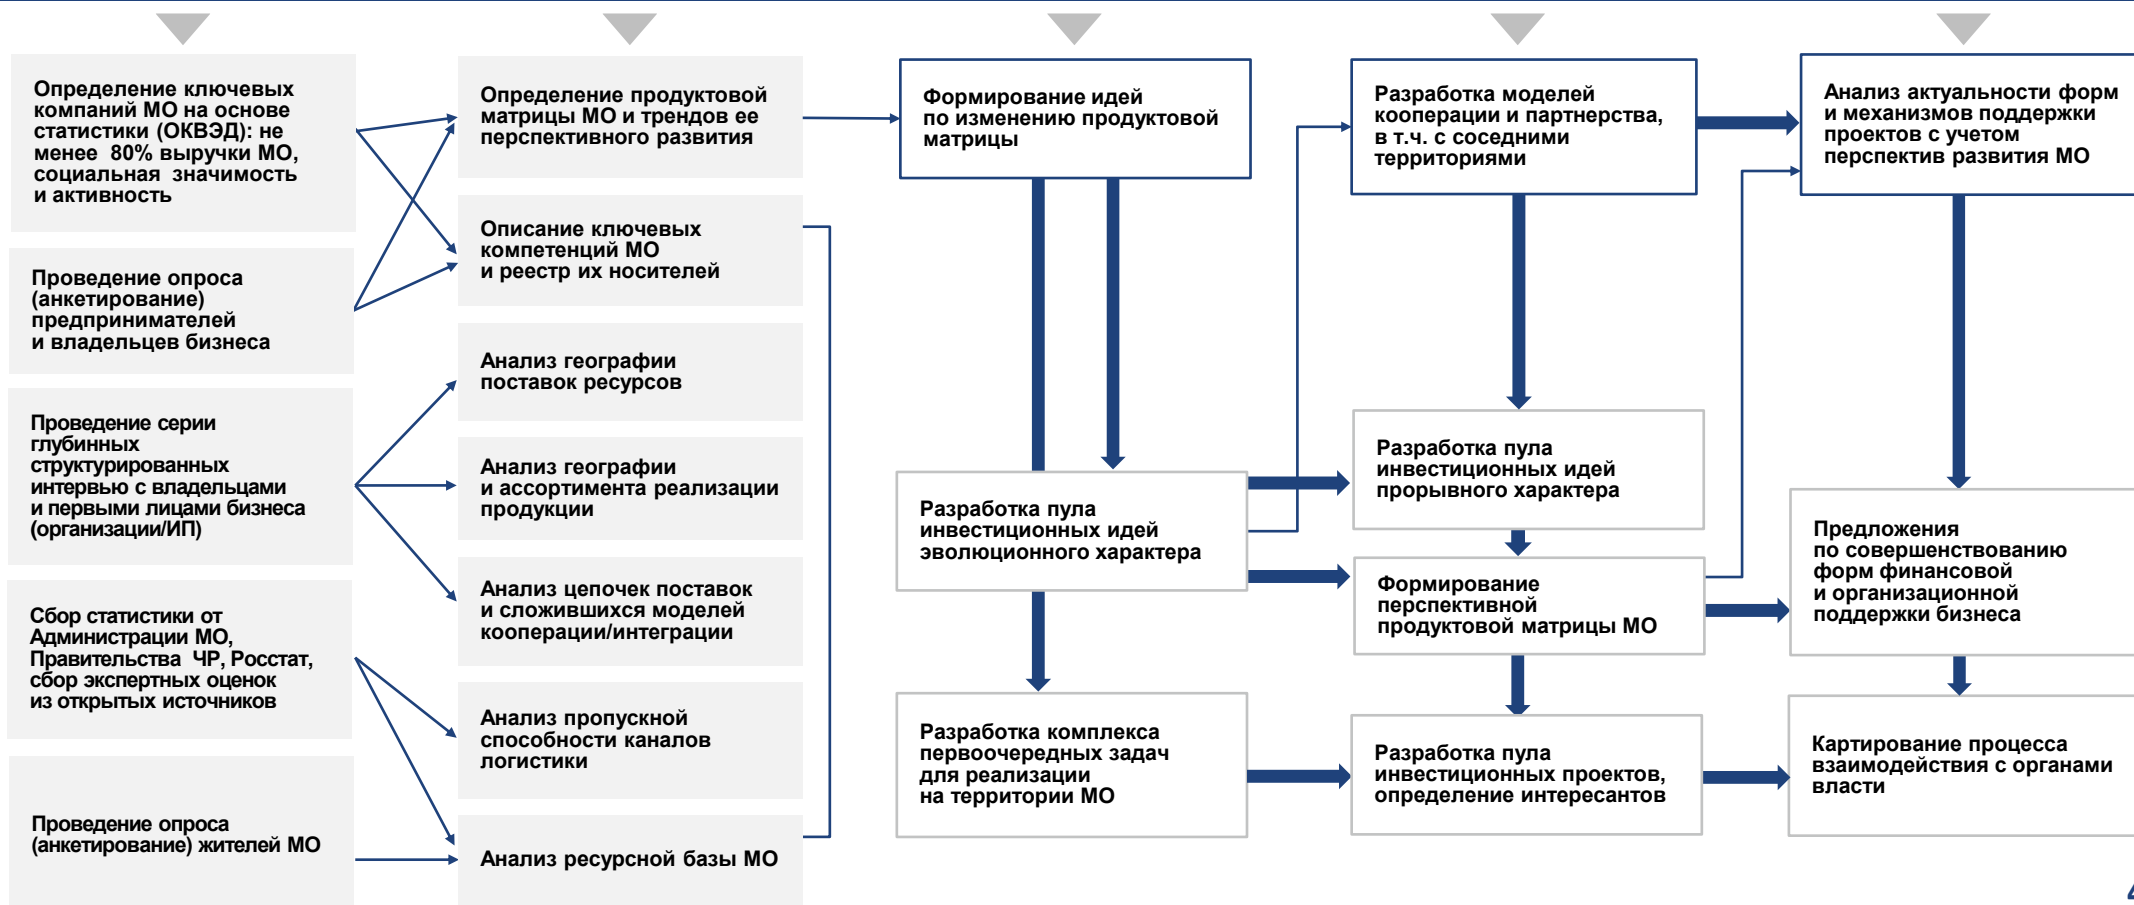 Определение ключевых
компаний МО на основе
статистики (ОКВЭД): не
менее 80% выручки МО,
социальная значимость
и активность
Проведение опроса
(анкетирование)
предпринимателей
и владельцев бизнеса
Проведение серии
глубинных
структурированных
интервью с владельцами
и первыми лицами бизнеса
(организации/ИП)
Сбор статистики от
Администрации МО,
Правительства ЧР, Росстат,
сбор экспертных оценок
из открытых источников
Проведение опроса
(анкетирование) жителей МО
Определение продуктовой
матрицы МО и трендов ее
перспективного развития
Описание ключевых
компетенций МО
и реестр их носителей
Анализ географии
поставок ресурсов
Анализ географии
и ассортимента реализации
продукции
Анализ цепочек поставок
и сложившихся моделей
кооперации/интеграции
Анализ пропускной
способности каналов
логистики
Анализ ресурсной базы МО
Формирование идей
по изменению продуктовой
матрицы
Разработка пула
инвестиционных идей
эволюционного характера
Разработка комплекса
первоочередных задач
для реализации
на территории МО
Разработка моделей
кооперации и партнерства,
в т.ч. с соседними
территориями
Разработка пула
инвестиционных идей
прорывного характера
Формирование
перспективной
продуктовой матрицы МО
Разработка пула
инвестиционных проектов,
определение интересантов
Анализ актуальности форм
и механизмов поддержки
проектов с учетом
перспектив развития МО
Предложения
по совершенствованию
форм финансовой
и организационной
поддержки бизнеса
Картирование процесса
взаимодействия с органами
власти